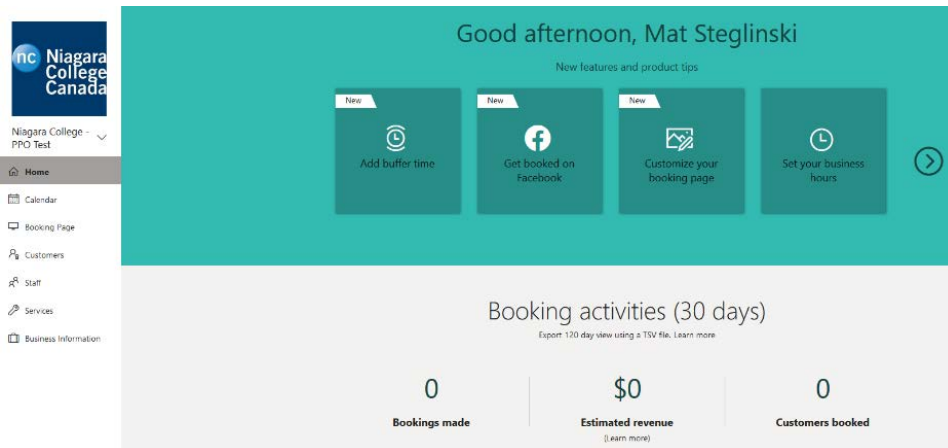 nc Niagara
College
Canada
Niagara College -
PPO Test
Home
Calendar
Booking Page
Customers
Staff
Services
Business Information
Good afternoon, Mat Steglinski
New features and product tips
New
Add buffer time
New
Get booked on
Facebook
New
Customize your
booking page
Set your business
hours
Booking activities (30 days)
Export 120 day view using a TSV file. Learn more
0
Bookings made
$0
Estimated revenue
(Learn more)
0
Customers booked